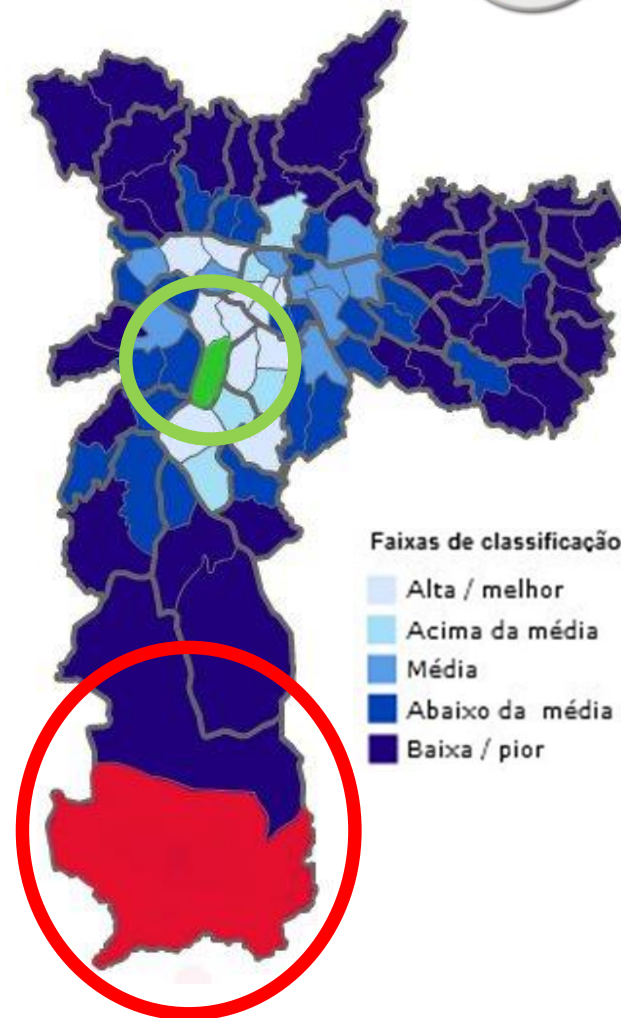 Faixas de classificação
Alta / melhor
Acima da média
Média
Abaixo da  média
Baixa / pior